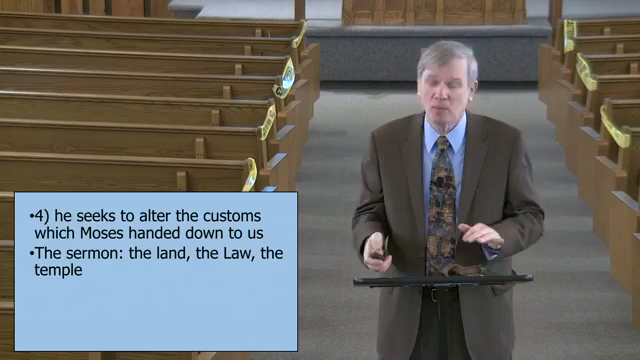 •4) he seeks to alter the customs
which Moses handed down to us
•The sermon: the land, the Law, the
temple